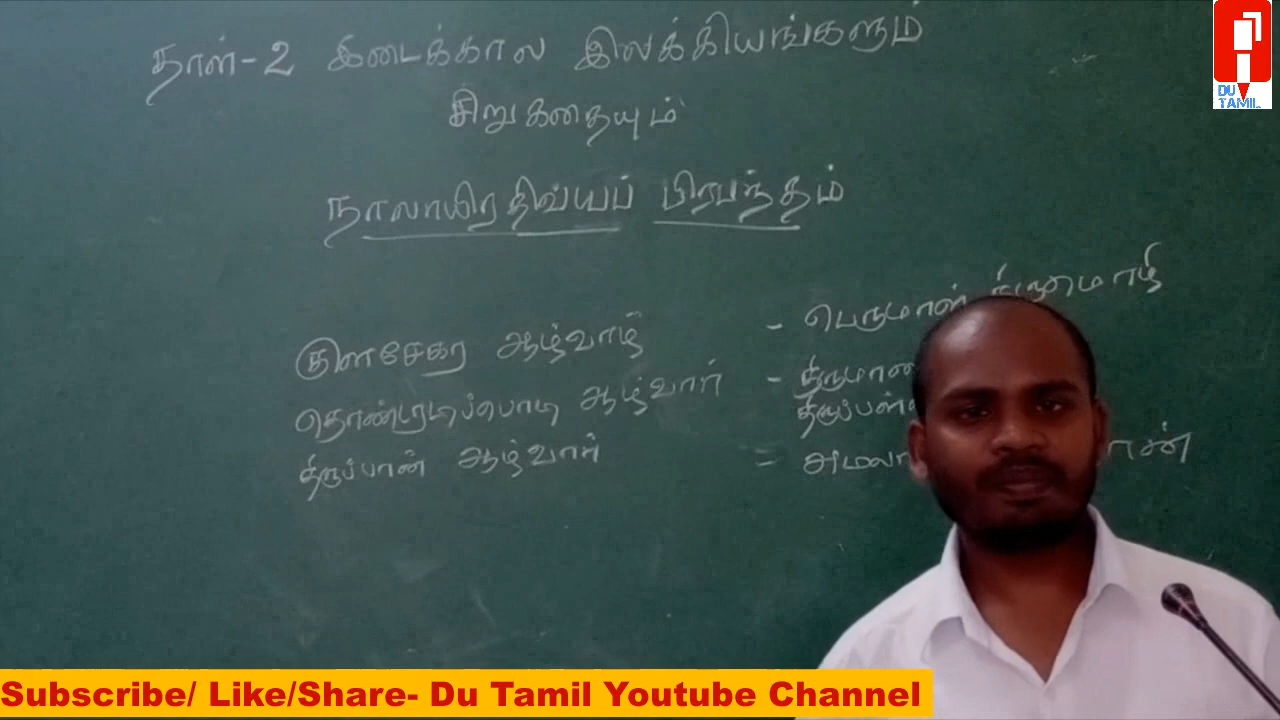 தாள்-2 இடைக்கால இலக்கியங்களும்
சிறுகதையும்
நாலாயிர திவ்யப் பிரபந்தம்
குலசேகர ஆழ்வார் - பெருமாள் திருமொழி
தொண்டரடிப்பொடி ஆழ்வார் -
திருப்பாண் ஆழ்வார் -
DU
TAMIL
Subscribe/ Like/Share- Du Tamil Youtube Channel